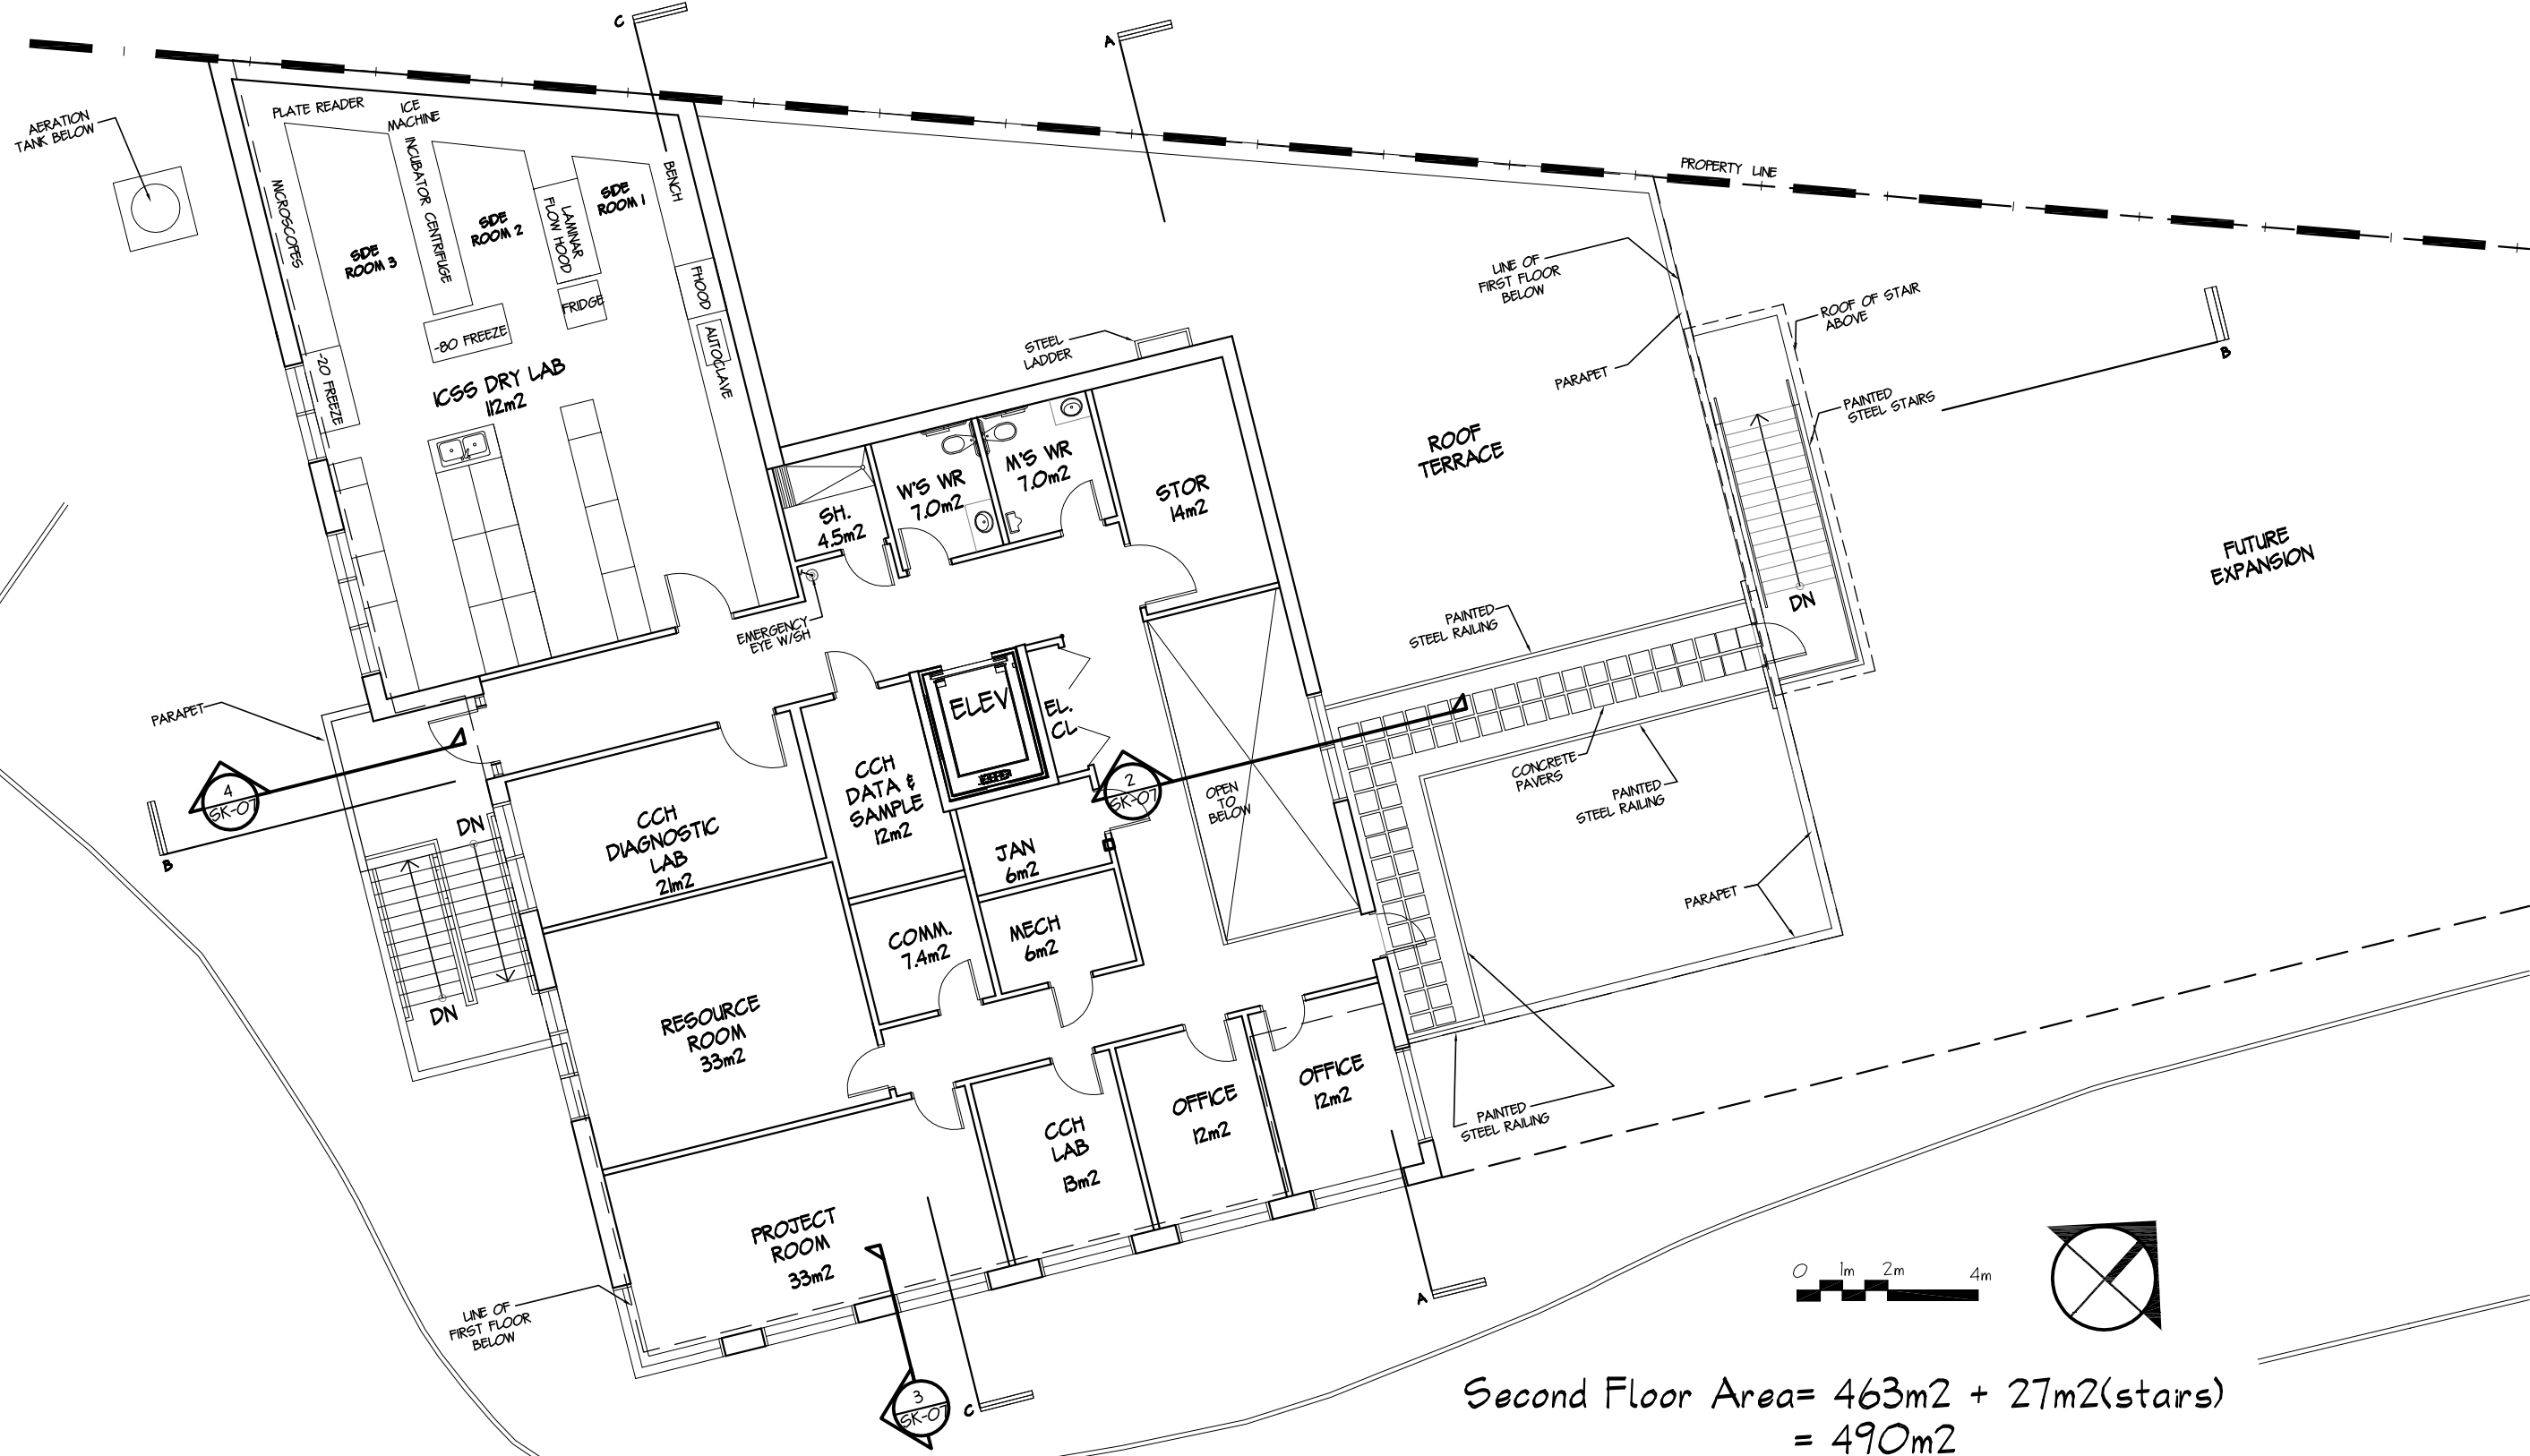 C
A
PLATE READER
ICE
MACHINE
AERATION
TANK BELOW
PROPERTY LINE
MICROSCOPES
INCUBATOR CENTRIFUGE
BENCH
SIDE
ROOM 1
SIDE
ROOM 2
LAMINAR
FLOW HOOD
SIDE
ROOM 3
LINE OF
FIRST FLOOR
BELOW
ROOF OF STAIR
ABOVE
FHOOD
FRIDGE
-80 FREEZE
AUTOCLAVE
STEEL
LADDER
B
-20 FREEZE
ICSS DRY LAB
112m2
PARAPET
PAINTED
STEEL STAIRS
ROOF
TERRACE
M'S WR
7.0m2
W'S WR
7.0m2
STOR
14m2
SH.
4.5m2
FUTURE
EXPANSION
DN
EMERGENCY
EYE W/SH
PAINTED
STEEL RAILING
PARAPET
ELEV
EL.
CL
CONCRETE
PAVERS
PAINTED
STEEL RAILING
4
SK-07
2
SK-07
OPEN
TO
BELOW
CCH
DATA &
SAMPLE
12m2
B
DN
CCH
DIAGNOSTIC
LAB
21m2
JAN
6m2
PARAPET
COMM.
7.4m2
MECH
6m2
DN
RESOURCE
ROOM
33m2
OFFICE
12m2
OFFICE
12m2
CCH
LAB
13m2
PAINTED
STEEL RAILING
PROJECT
ROOM
33m2
LINE OF
FIRST FLOOR
BELOW
0 1m 2m 4m
A
3
SK-07
C
Second Floor Area= 463m2 + 27m2(stairs)
= 490m2